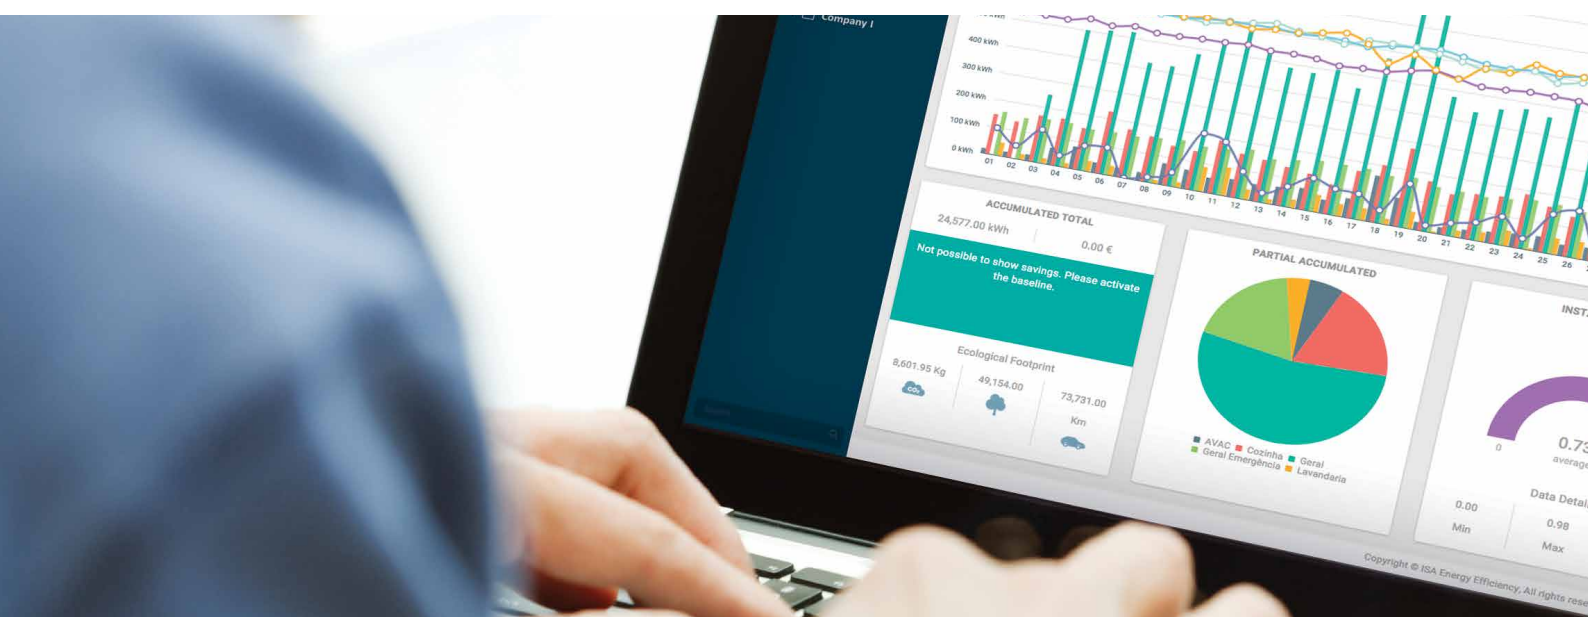 Company I
400 kWh
300 kWh
200 kWh
100 kWh
0 kWh
01 02 03 04 05 06 07 08 09 10 11 12 13 14 15 16 17 18 19 20 21 22 23 24 25 26
ACCUMULATED TOTAL
24,577.00 kWh
0.00 €
Not possible to show savings. Please activate
the baseline.
Ecological Footprint
8,601.95 Kg
49,154.00
73,731.00
Km
CO₂
PARTIAL ACCUMULATED
AVAC Cozinha Geral
Geral Emergência Lavandaria
0
0.73
average
Data Detai
0.00
Min
0.98
Max
Copyright © ISA Energy Efficiency, All rights rese